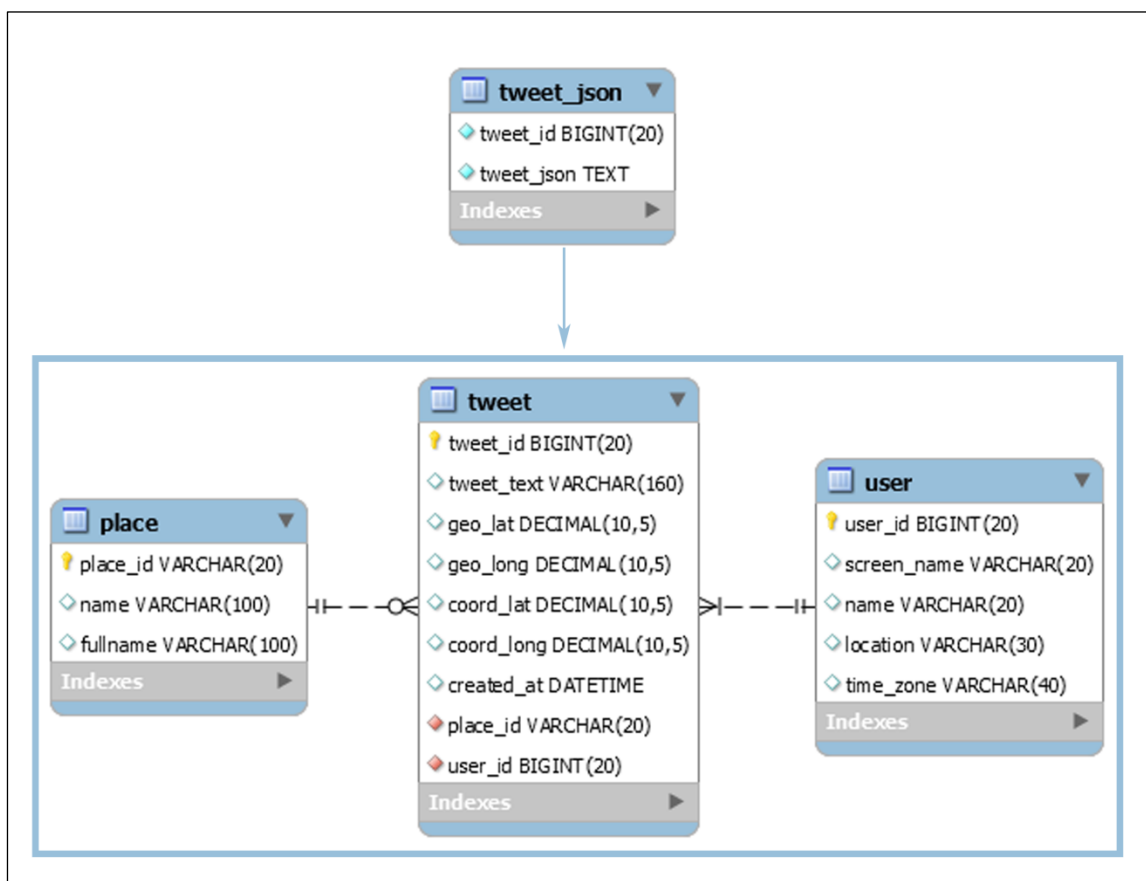 tweet_json
tweet_id BIGINT(20)
tweet_json TEXT
Indexes
place
place_id VARCHAR(20)
name VARCHAR(100)
fullname VARCHAR(100)
Indexes
tweet
tweet_id BIGINT(20)
tweet_text VARCHAR(160)
geo_lat DECIMAL(10,5)
geo_long DECIMAL(10,5)
coord_lat DECIMAL(10,5)
coord_long DECIMAL(10,5)
created_at DATETIME
place_id VARCHAR(20)
user_id BIGINT(20)
Indexes
user
user_id BIGINT(20)
screen_name VARCHAR(20)
name VARCHAR(20)
location VARCHAR(30)
time_zone VARCHAR(40)
Indexes